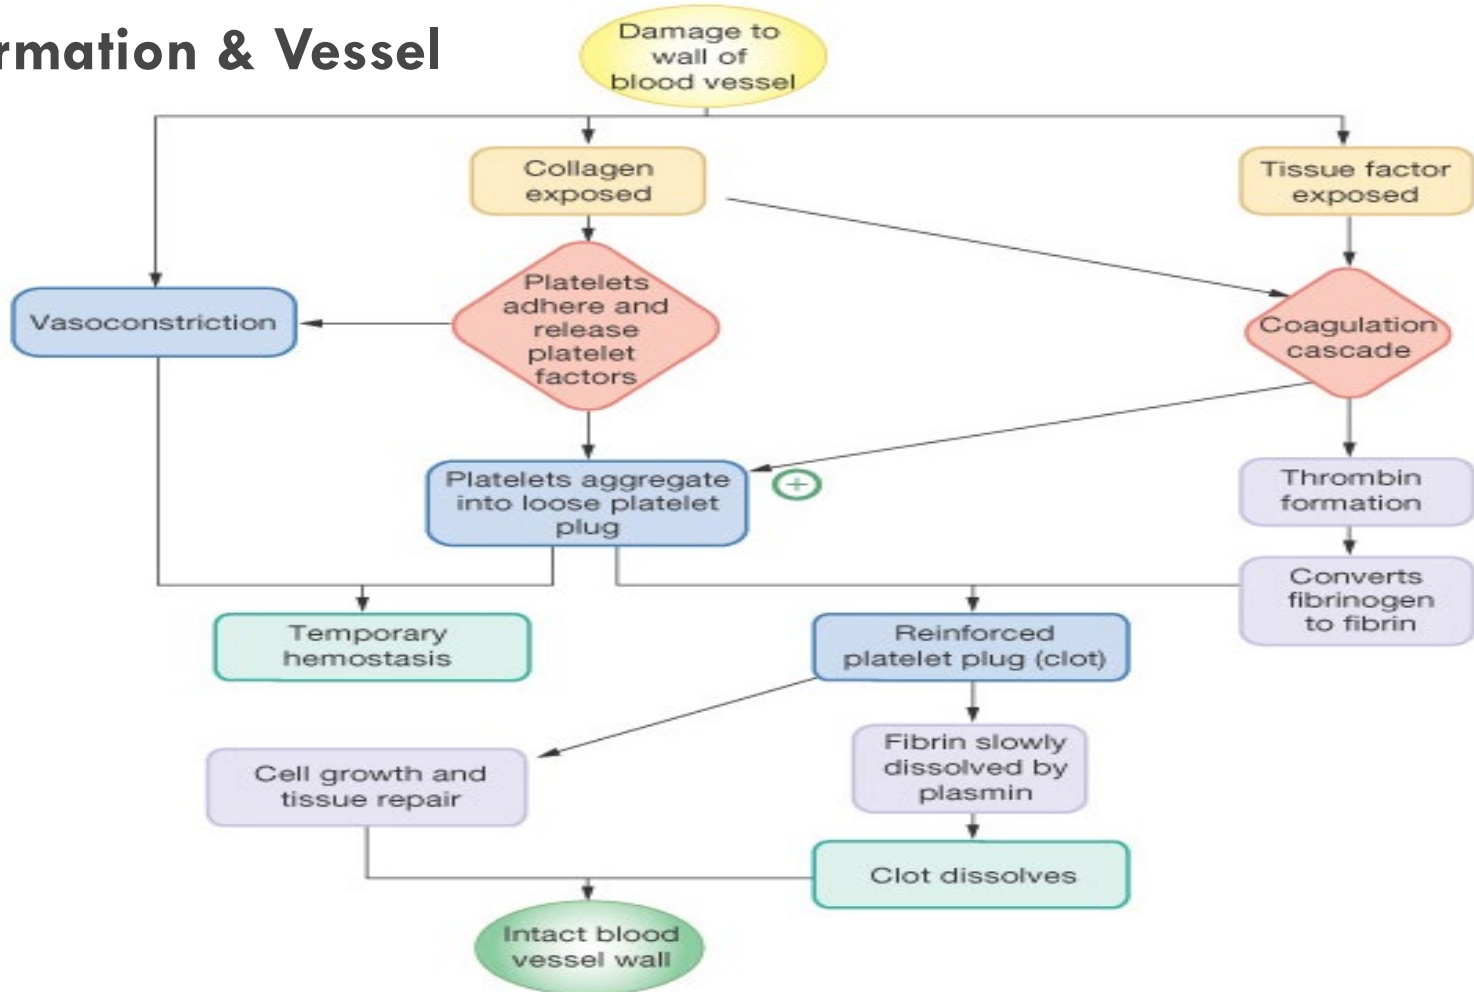 rmation & Vessel
Damage to
wall of
blood vessel
Collagen
exposed
Tissue factor
exposed
Platelets
adhere and
release
platelet
factors
Vasoconstriction
Coagulation
cascade
Platelets aggregate
into loose platelet
plug
+
Thrombin
formation
Converts
fibrinogen
to fibrin
Temporary
hemostasis
Reinforced
platelet plug (clot)
Cell growth and
tissue repair
Fibrin slowly
dissolved by
plasmin
Clot dissolves
Intact blood
vessel wall